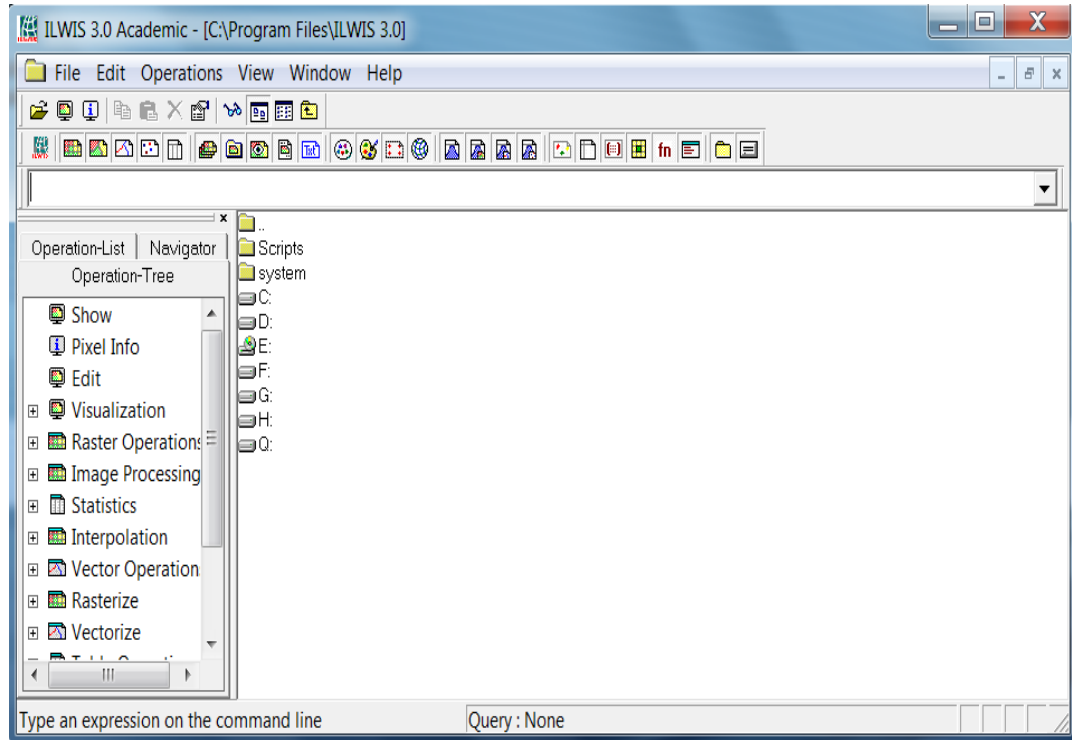 ILWIS 3.0 Academic - [C:\Program Files\ILWIS 3.0]
File Edit Operations View Window Help
fn
Operation-List Navigator
Operation-Tree
Show
Pixel Info
Edit
Visualization
Raster Operations
Image Processing
Statistics
Interpolation
Vector Operation
Rasterize
Vectorize
..
Scripts
system
C:
D:
E:
F:
G:
H:
Q:
Type an expression on the command line
Query : None